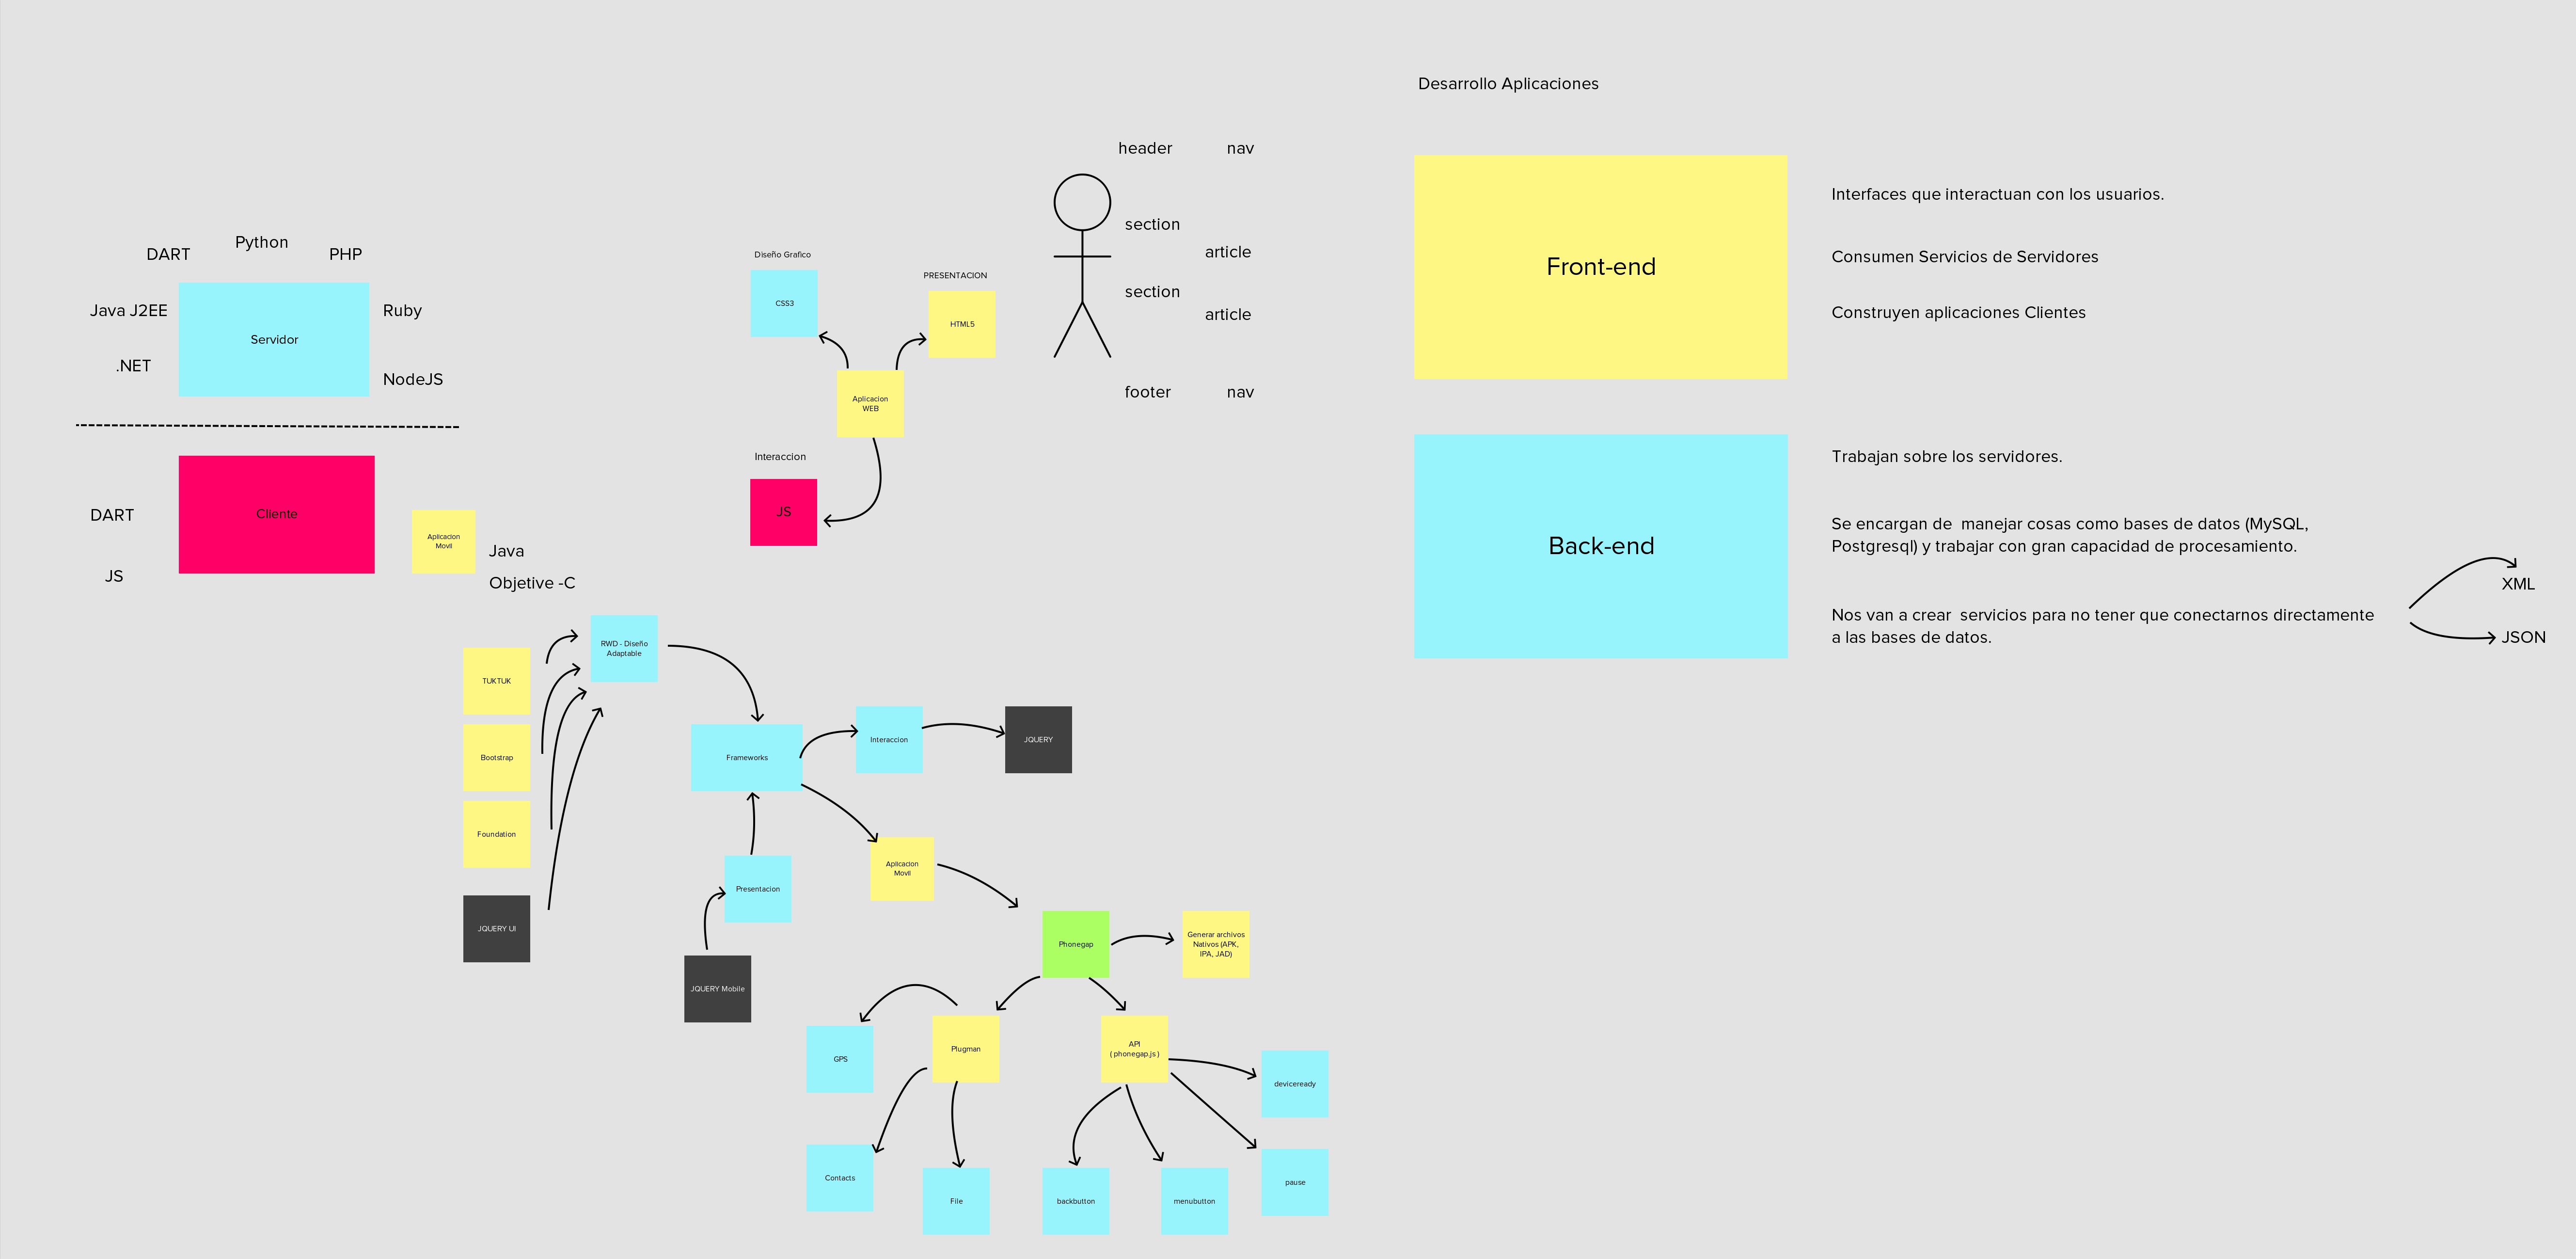 Desarrollo Aplicaciones
header
nav
section
article
section
article
footer
nav
DART
Python
PHP
Java J2EE
Servidor
Ruby
.NET
NodeJS
Cliente
DART
JS
Aplicacion
Movil
Java
Objetive -C
Diseño Grafico
CSS3
PRESENTACION
HTML5
Aplicacion
WEB
Interaccion
JS
Front-end
Interfaces que interactuan con los usuarios.
Consumen Servicios de Servidores
Construyen aplicaciones Clientes
Back-end
Trabajan sobre los servidores.
Se encargan de  manejar cosas como bases de datos (MySQL,
Postgresql) y trabajar con gran capacidad de procesamiento.
Nos van a crear  servicios para no tener que conectarnos directamente
a las bases de datos.
XML
JSON
RWD - Diseño
Adaptable
TUKTUK
Bootstrap
Foundation
JQUERY UI
Frameworks
Interaccion
JQUERY
Presentacion
JQUERY Mobile
Aplicacion
Movil
Phonegap
Generar archivos
Nativos (APK,
IPA, JAD)
Plugman
GPS
Contacts
File
API
( phonegap.js )
deviceready
pause
backbutton
menubutton